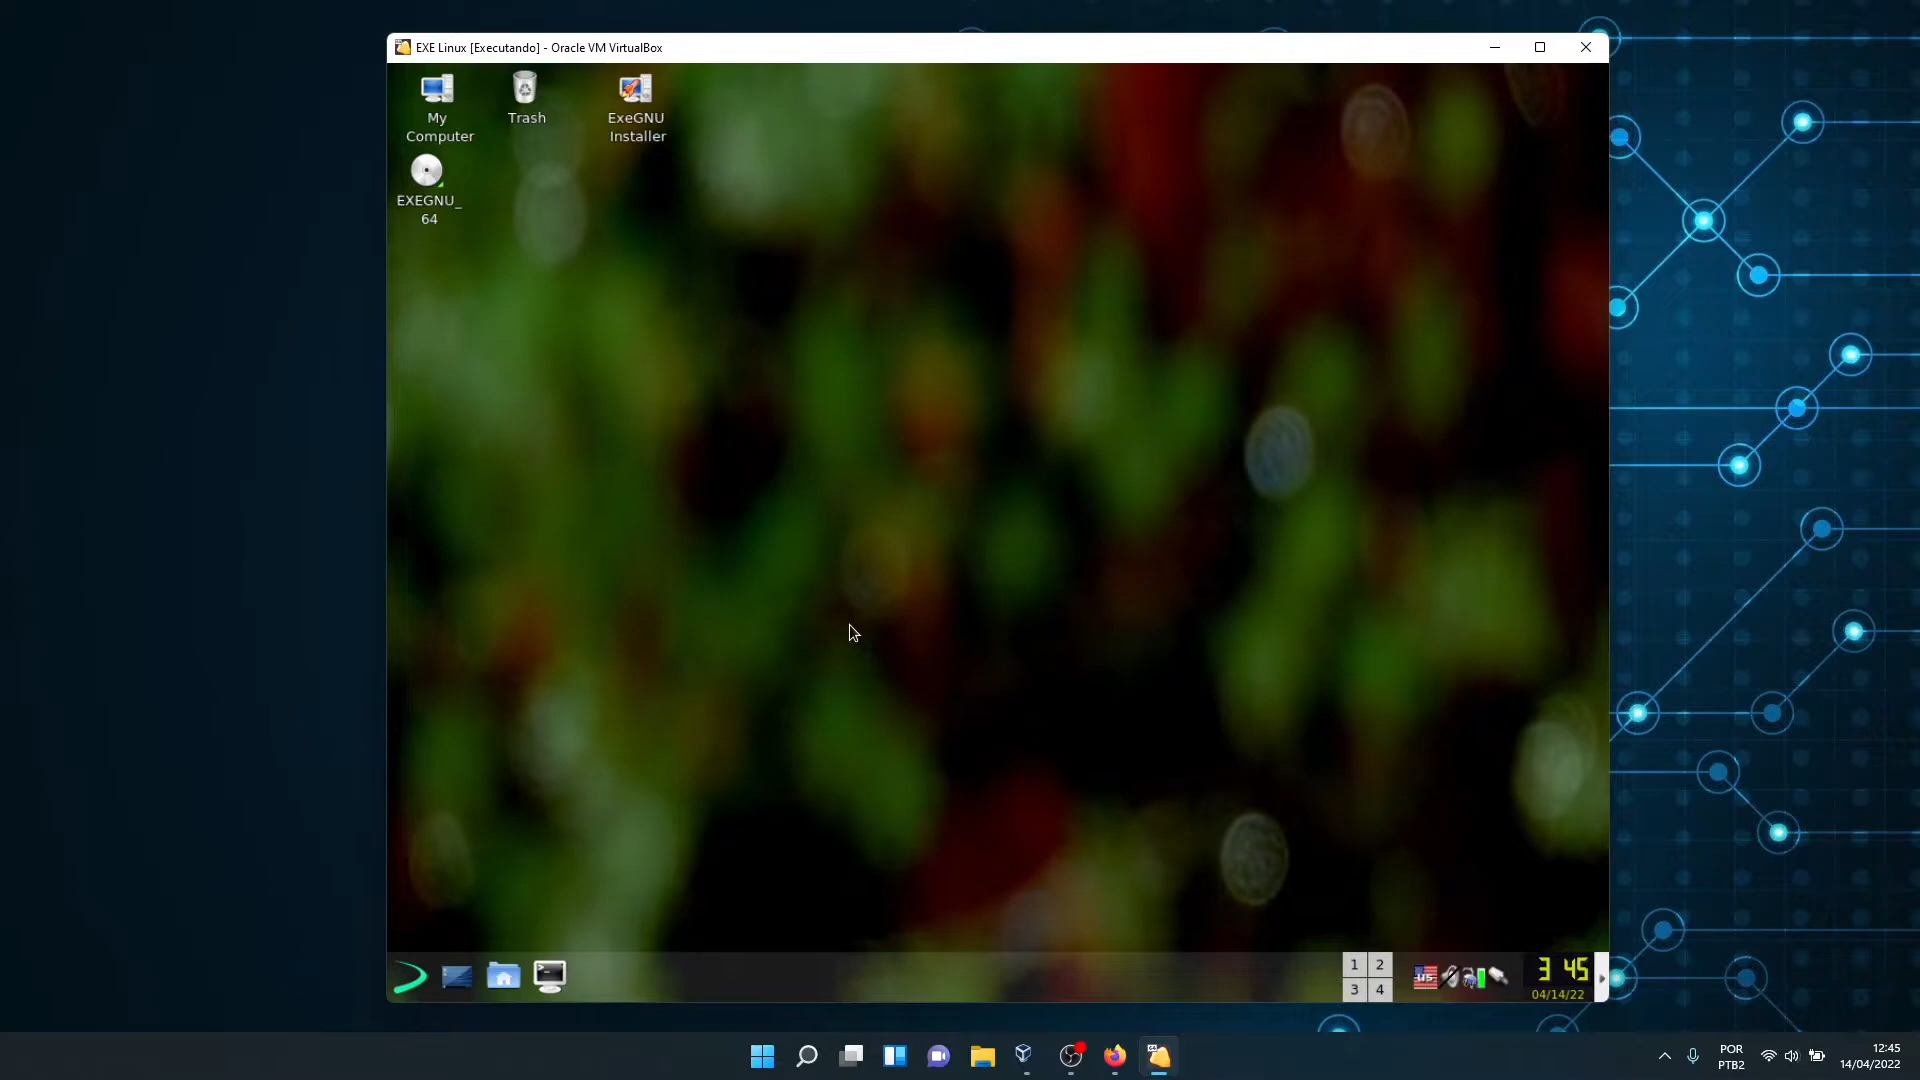 EXE Linux [Executando] - Oracle VM VirtualBox
My
Computer
Trash
ExeGNU
Installer
EXEGNU_
64
1 2
3 4
US
3 45
04/14/22
POR
PTB2
12:45
14/04/2022